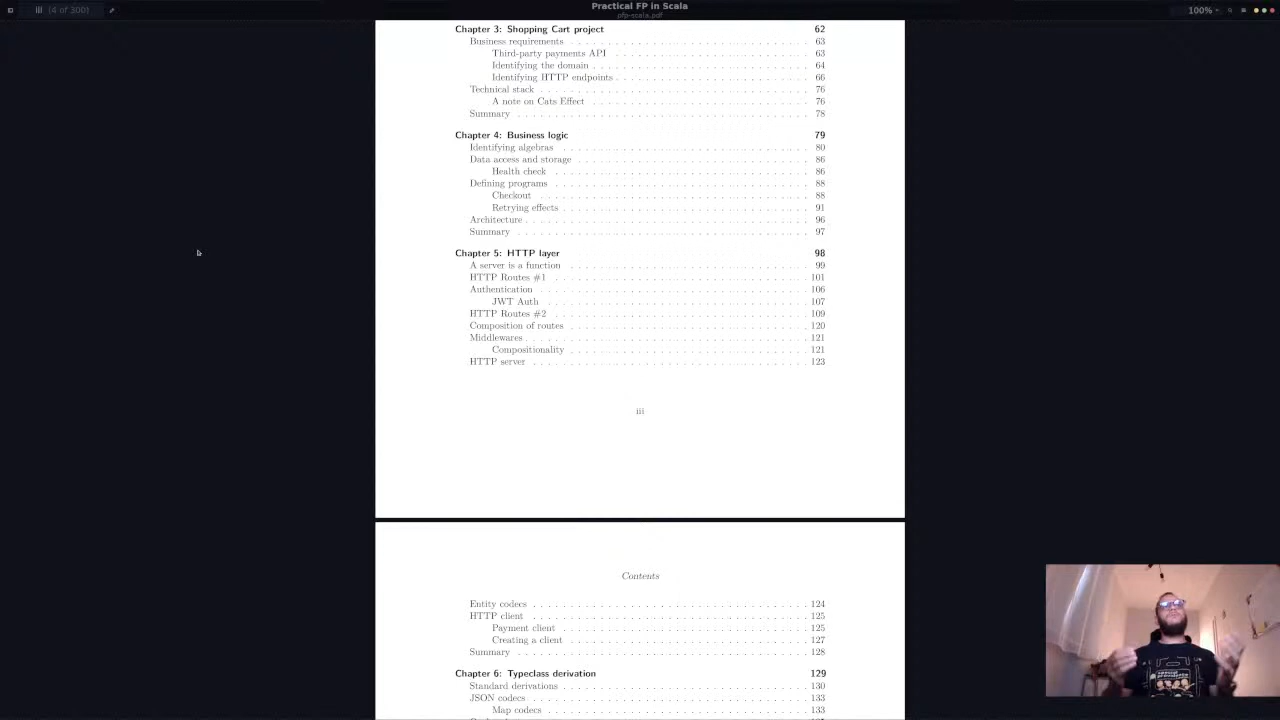 iii (4 of 300)
Practical FP in Scala
pfp-scala.pdf
100%
Chapter 3: Shopping Cart project 62
Business requirements 63
Third-party payments API 63
Identifying the domain 64
Identifying HTTP endpoints 66
Technical stack 76
A note on Cats Effect 76
Summary 78
Chapter 4: Business logic 79
Identifying algebras 80
Data access and storage 86
Health check 86
Defining programs 88
Checkout 88
Retrying effects 91
Architecture 96
Summary 97
Chapter 5: HTTP layer 98
A server is a function 99
HTTP Routes #1 101
Authentication 106
JWT Auth 107
HTTP Routes #2 109
Composition of routes 120
Middlewares 121
Compositionality 121
HTTP server 123
iii
Contents
Entity codecs 124
HTTP client 125
Payment client 125
Creating a client 127
Summary 128
Chapter 6: Typeclass derivation 129
Standard derivations 130
JSON codecs 133
Map codecs 133